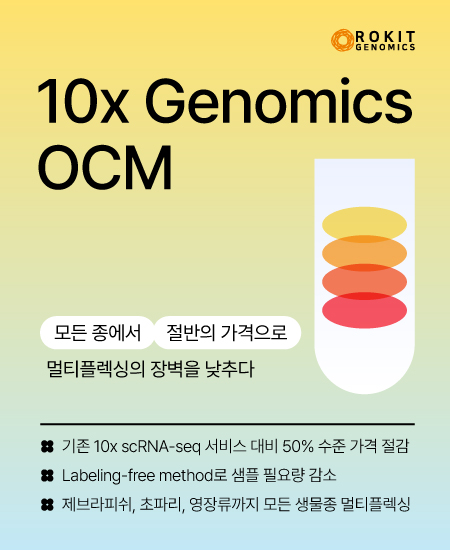 ROKIT
GENOMICS
10x Genomics
OCM
모든 종에서 절반의 가격으로
멀티플렉싱의 장벽을 낮추다
기존 10x scRNA-seq 서비스 대비 50% 수준 가격 절감
Labeling-free method로 샘플 필요량 감소
제브라피쉬, 초파리, 영장류까지 모든 생물종 멀티플렉싱